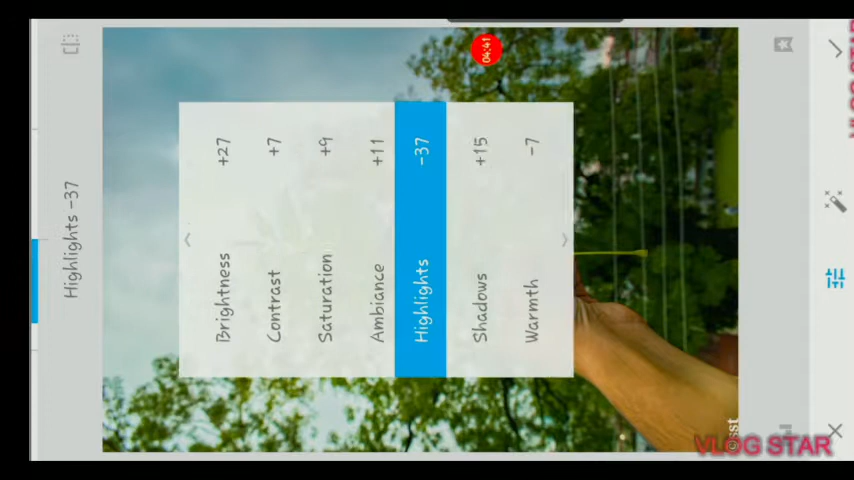 Highlights -37
04:41
Brightness +27
Contrast +7
Saturation +9
Ambiance +11
Highlights -37
Shadows +15
Warmth -7
VLOG STAR